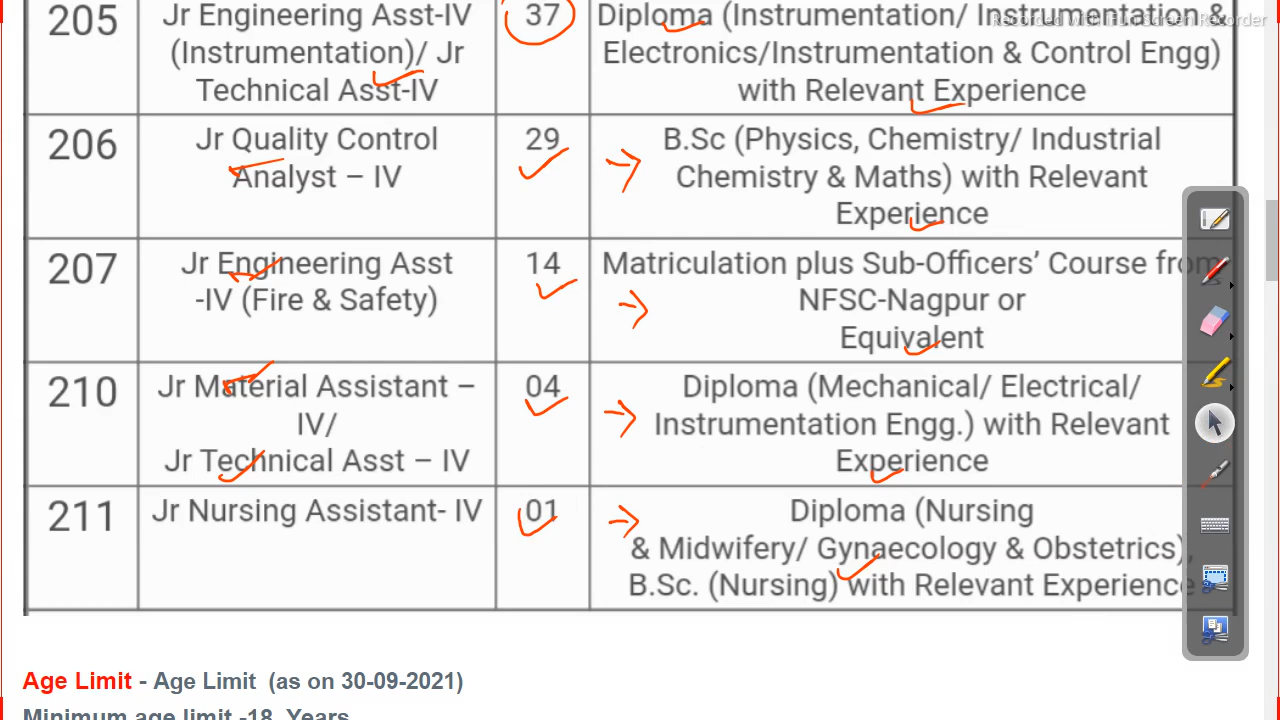 Recorded with iFun Screen Recorder
205
Jr Engineering Asst-IV
(Instrumentation)/ Jr
Technical Asst-IV
37
Diploma (Instrumentation/ Instrumentation &
Electronics/Instrumentation & Control Engg)
with Relevant Experience
206
Jr Quality Control
Analyst – IV
29
B.Sc (Physics, Chemistry/ Industrial
Chemistry & Maths) with Relevant
Experience
207
Jr Engineering Asst
-IV (Fire & Safety)
14
Matriculation plus Sub-Officers’ Course from
NFSC-Nagpur or
Equivalent
210
Jr Material Assistant –
IV/
Jr Technical Asst – IV
04
Diploma (Mechanical/ Electrical/
Instrumentation Engg.) with Relevant
Experience
211
Jr Nursing Assistant- IV
01
Diploma (Nursing
& Midwifery/ Gynaecology & Obstetrics),
B.Sc. (Nursing) with Relevant Experience
Age Limit - Age Limit (as on 30-09-2021)
Minimum age limit -18 Years